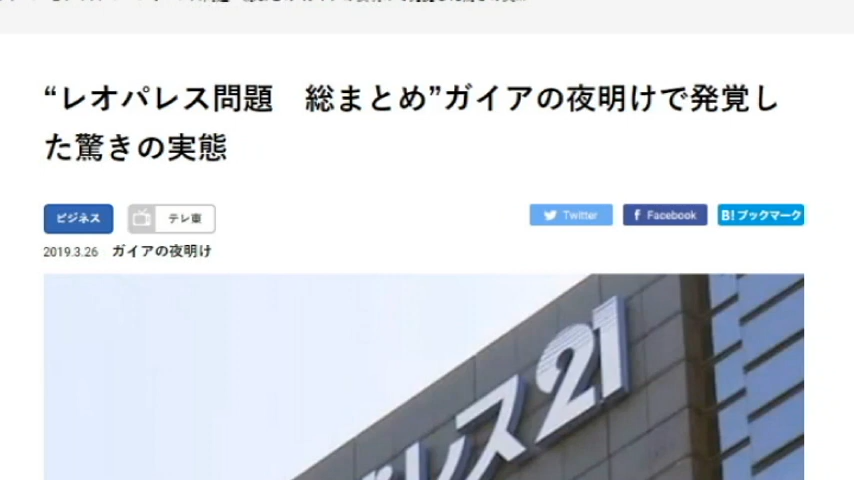 “レオパレス問題　総まとめ”ガイアの夜明けで発覚し
た驚きの実態
ビジネス
テレ東
Twitter
Facebook
B!ブックマーク
2019.3.26 ガイアの夜明け
レス21